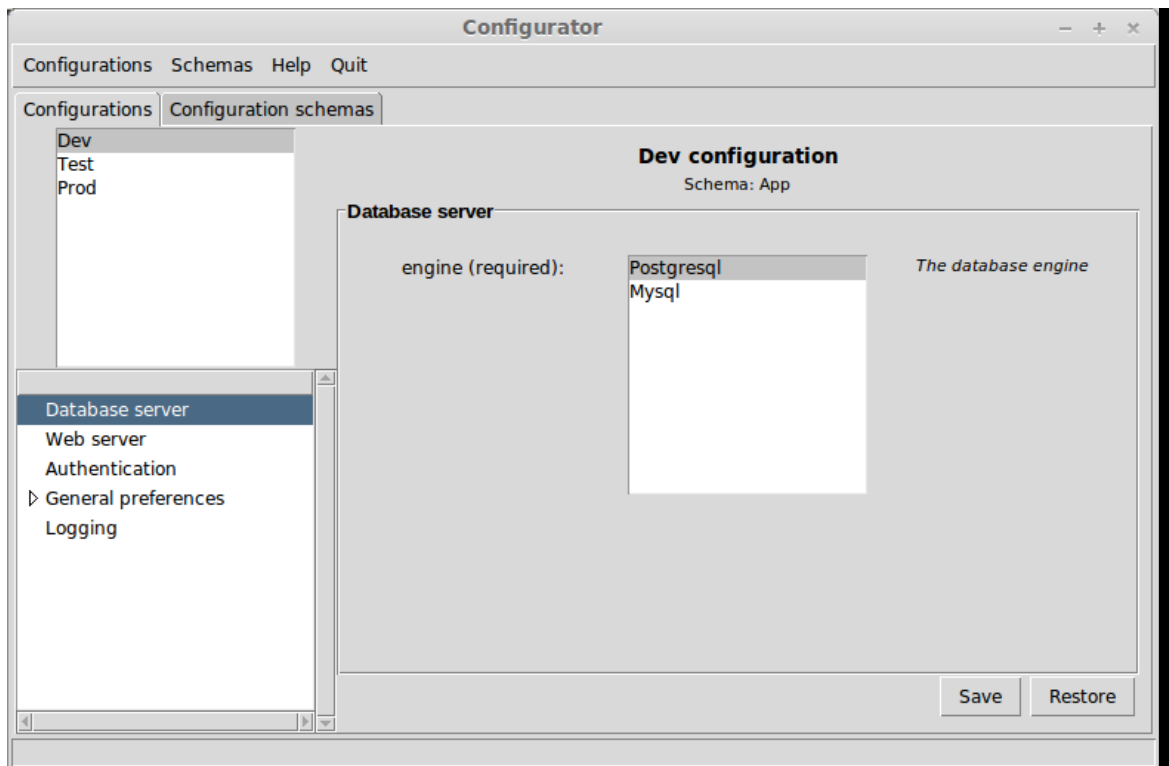 Configurator
Configurations Schemas Help Quit
Configurations Configuration schemas
Dev
Test
Prod
Dev configuration
Schema: App
Database server
engine (required):
Postgresql
Mysql
The database engine
Database server
Web server
Authentication
General preferences
Logging
Save Restore